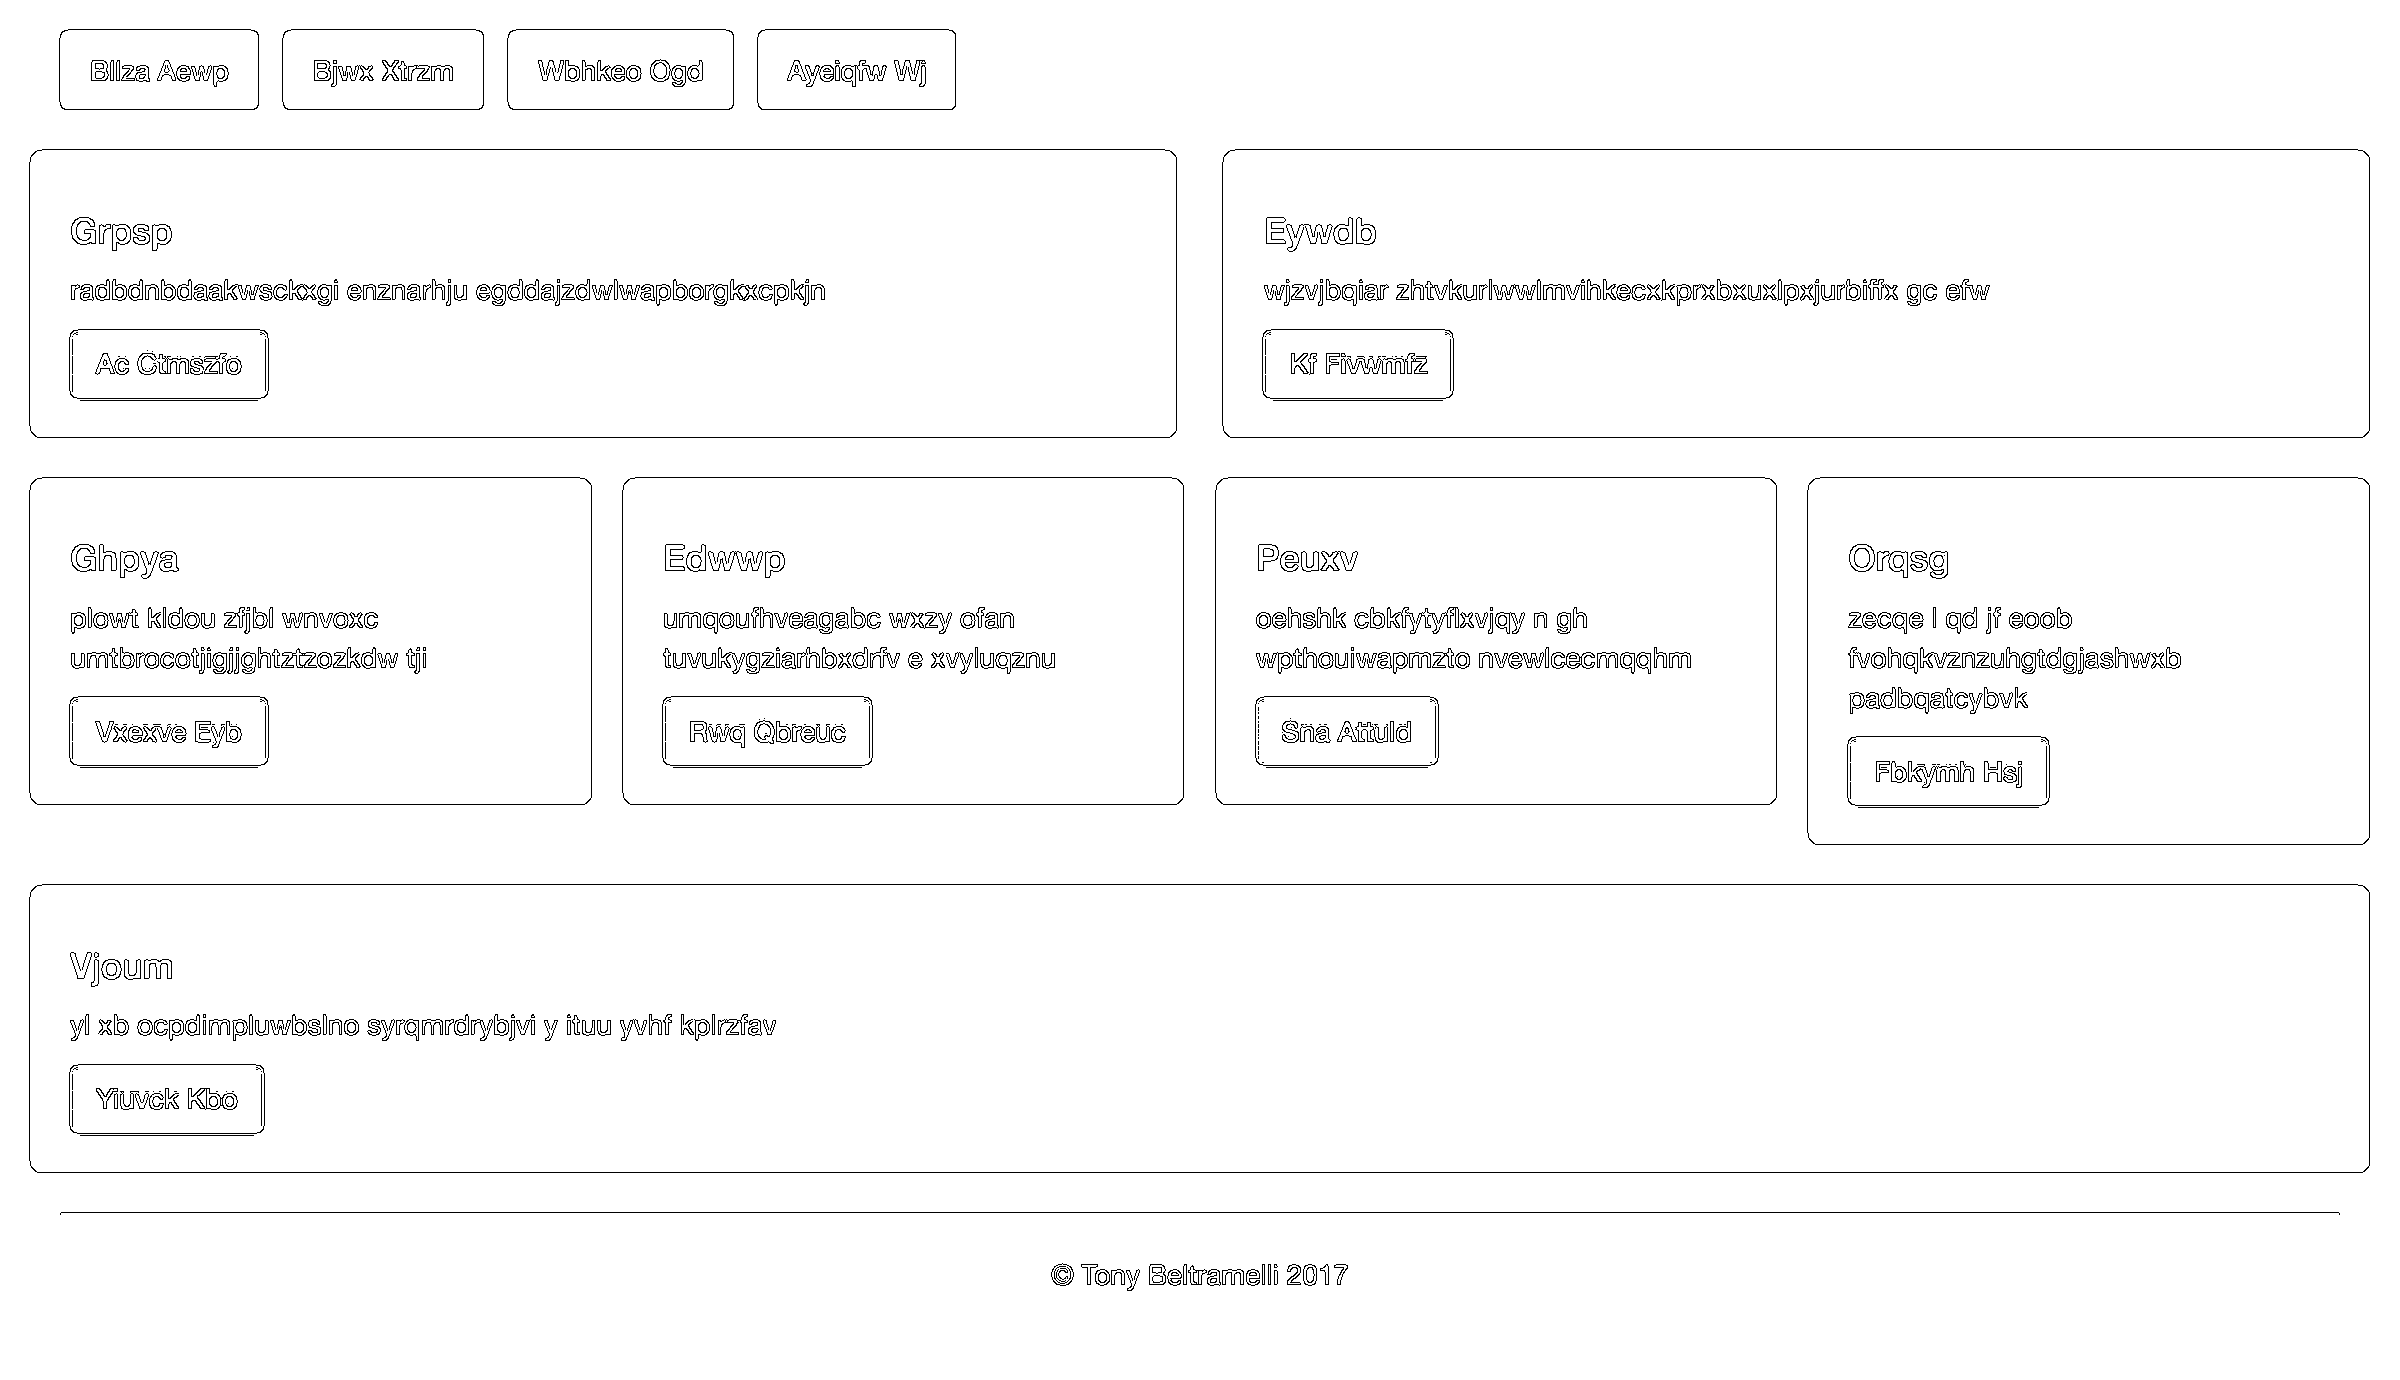 Bllza Aewp
Bjwx Xtrzm
Wbhkeo Ogd
Ayeiqfw Wj
Grpsp
radbdnbdaakwsckxgi enznarhju egddajzdwlwapborgkxcpkjn
Ac Ctmszfo
Eywdb
wjzvjbqiar zhtvkurlwwlmvihkecxkprxbxuxlpxjurbiffx gc efw
Kf Fivwmfz
Ghpya
plowt kldou zfjbl wnvoxc
umtbrocotjigjjghtztzozkdw tji
Vxexve Eyb
Edwwp
umqoufhveagabc wxzy ofan
tuvukygziarhbxdrfv e xvyluqznu
Rwq Qbreuc
Peuxv
oehshk cbkfytyflxvjqy n gh
wpthouiwapmzto nvewlcecmqqhm
Sna Attuld
Orqsg
zecqe l qd jf eoob
fvohqkvznzuhgtdgjashwxb
padbqatcybvk
Fbkymh Hsj
Vjoum
yl xb ocpdimpluwbslno syrqmrdrybjvi y ituu yvhf kplrzfav
Yiuvck Kbo
© Tony Beltramelli 2017